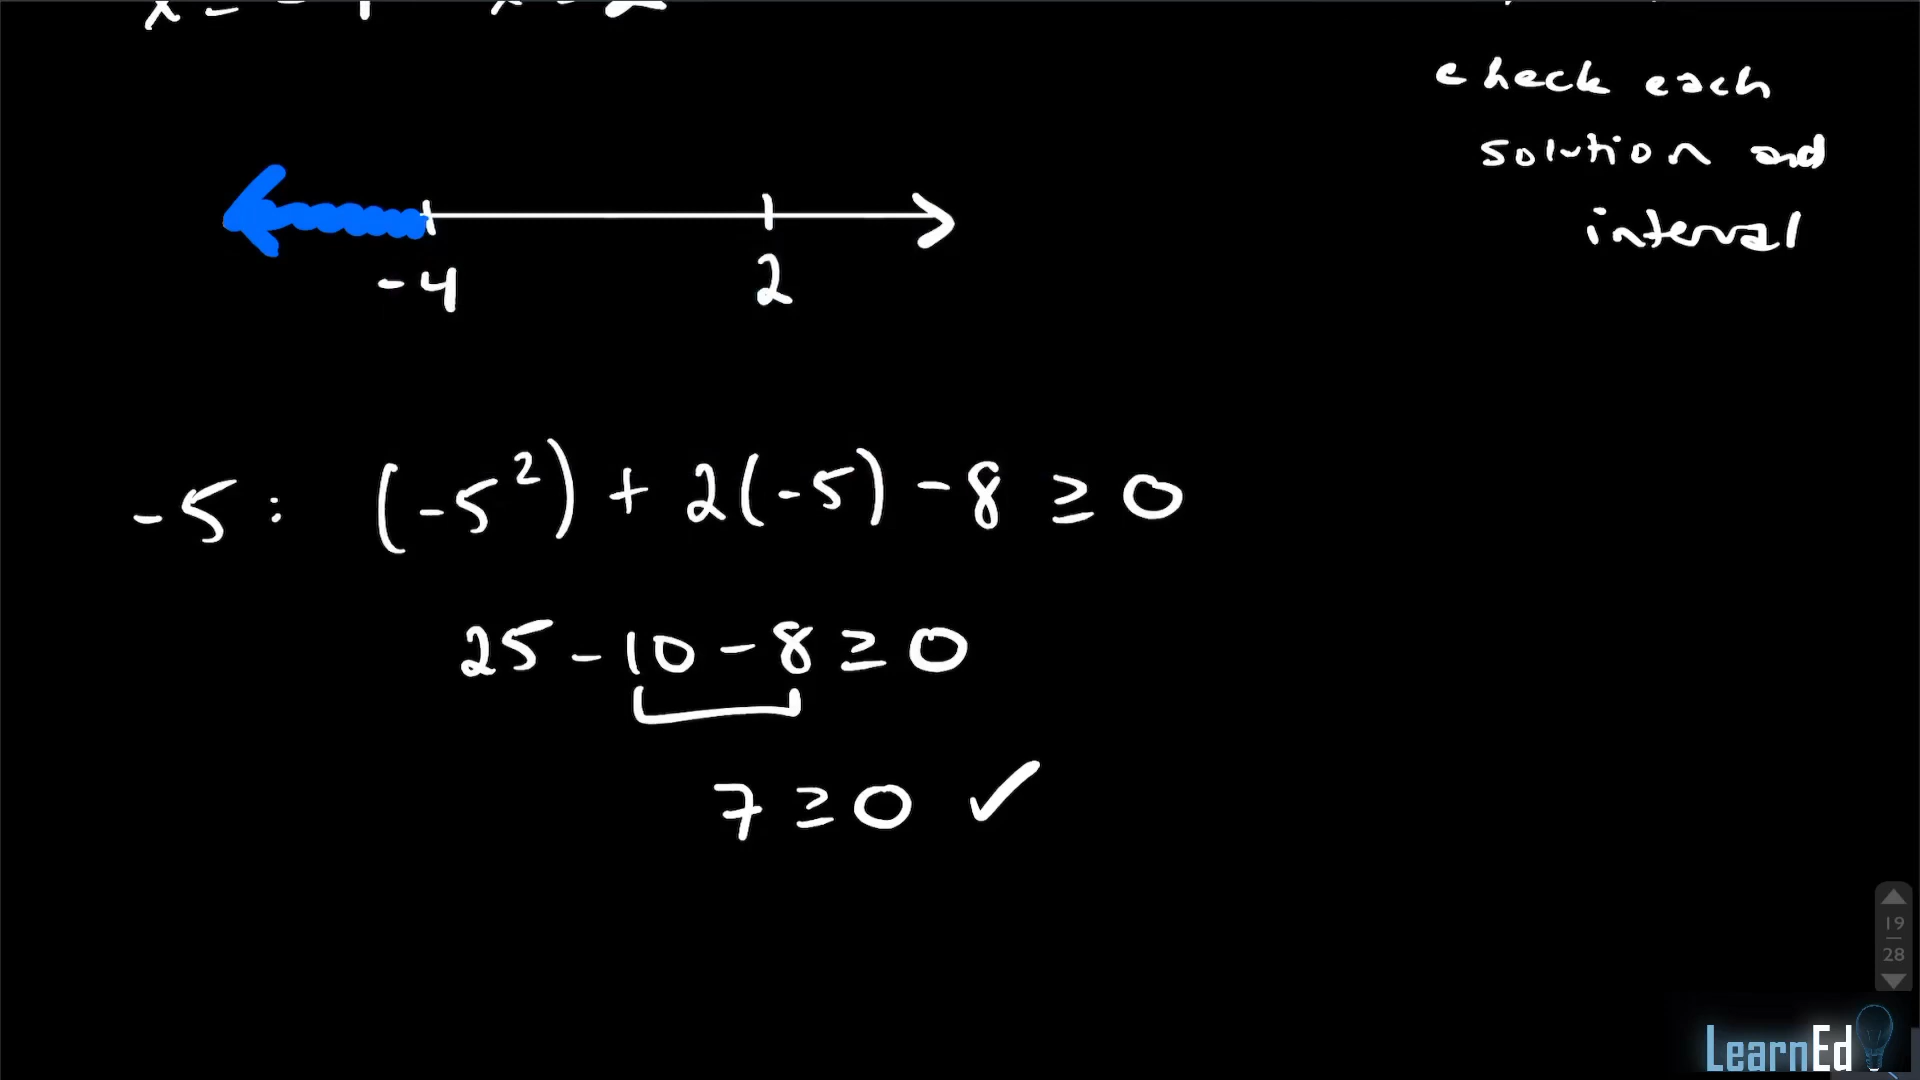 check each
solution and
interval
-4 2
-5: (-5²) + 2(-5) - 8 ≥ 0
25 - 10 - 8 ≥ 0
7 ≥ 0 ✓
19
28
LearnEd